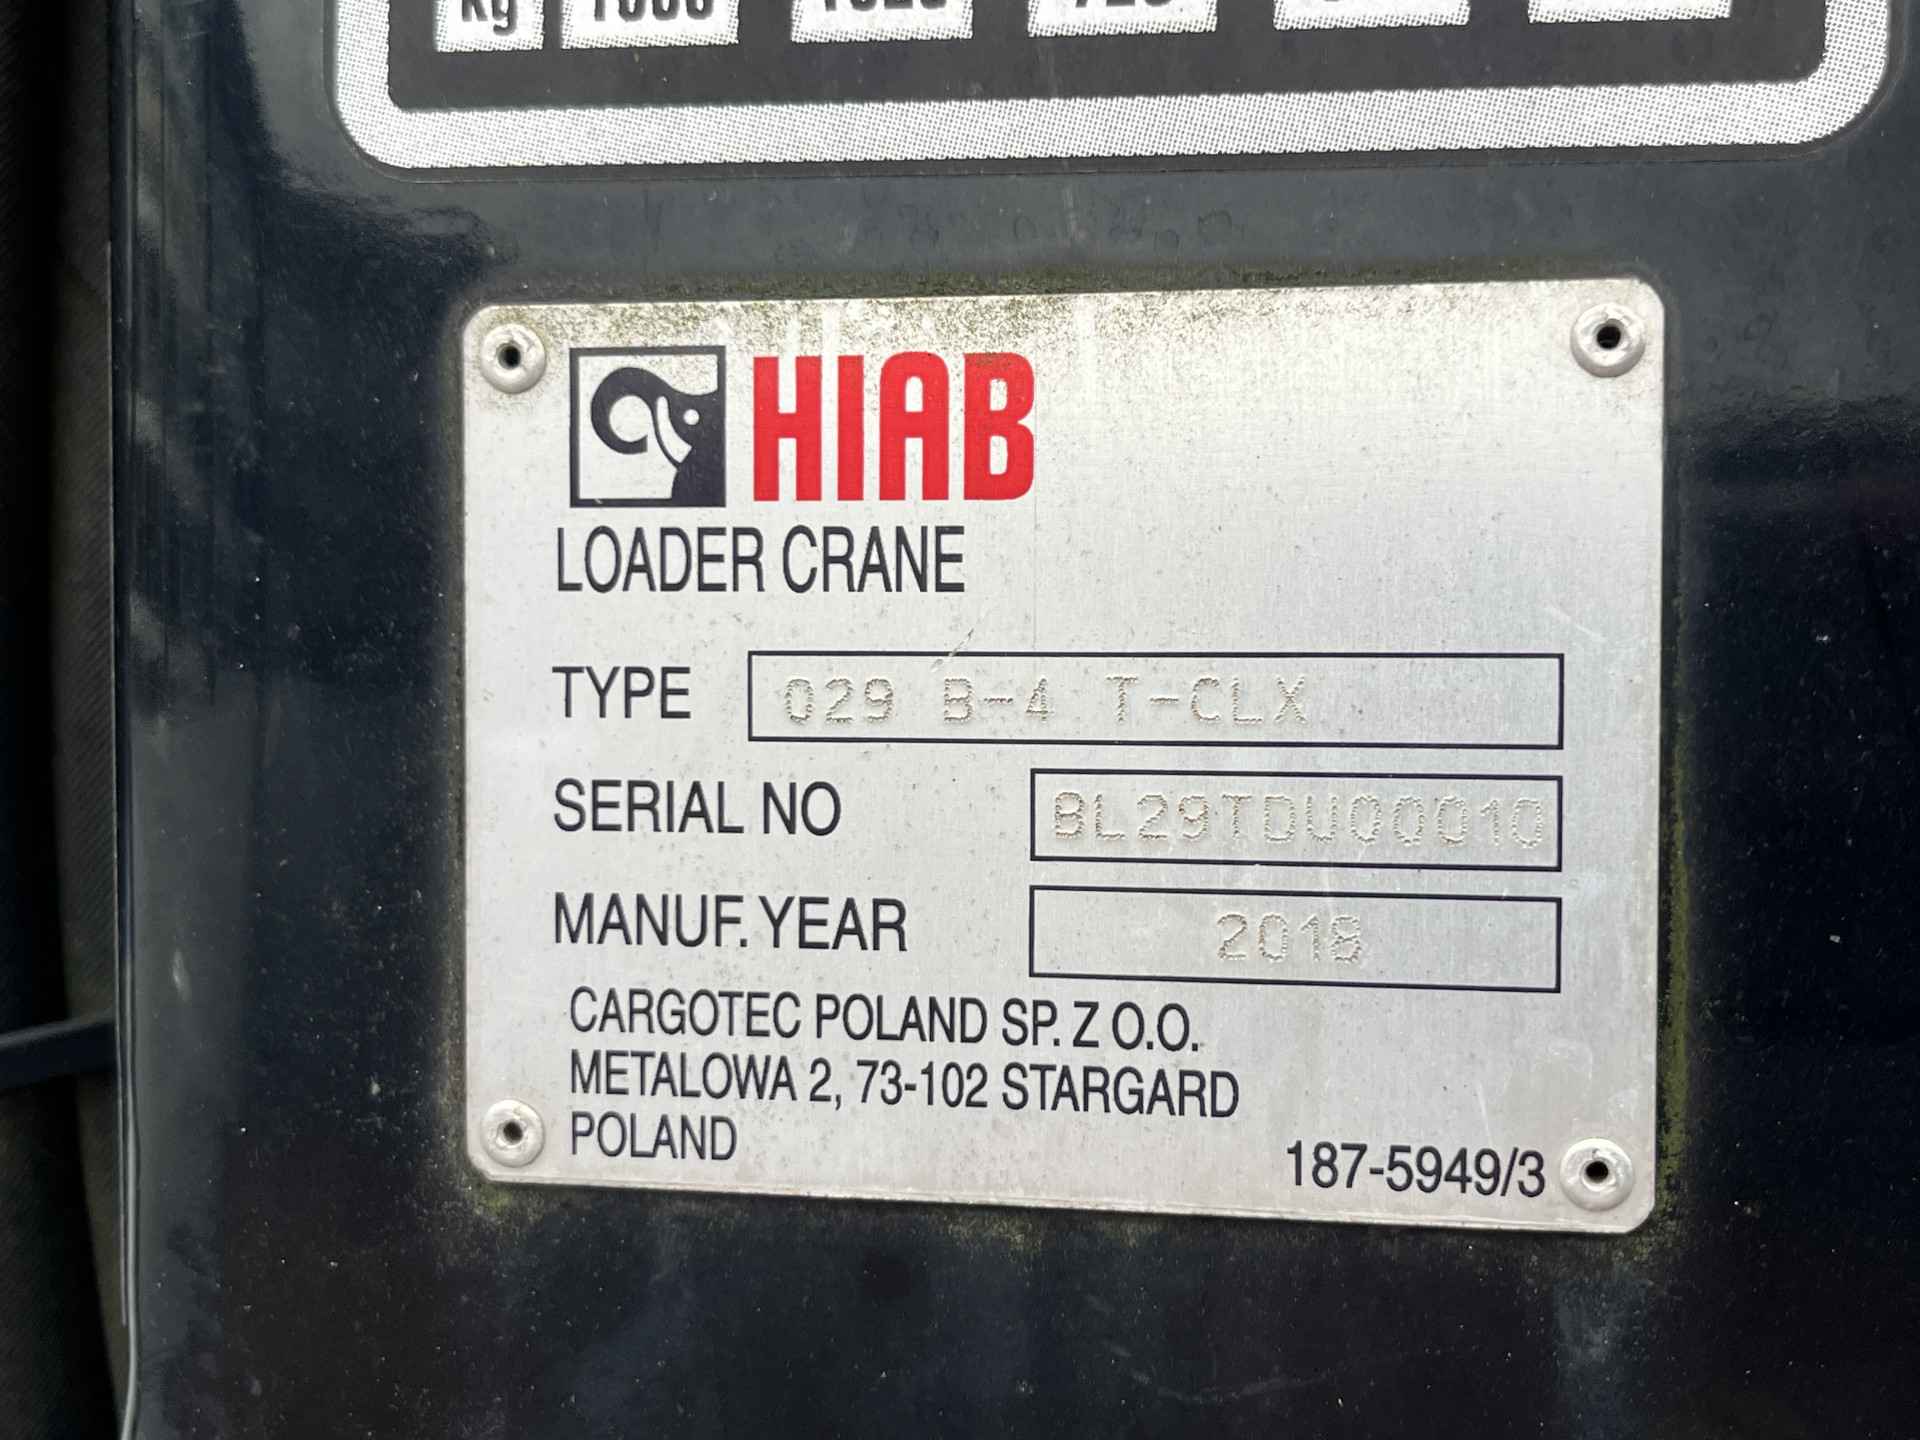 Kg
HIAB
LOADER CRANE
TYPE 029 B-4 T-CLX
SERIAL NO BL29TDU00010
MANUF. YEAR 2018
CARGOTEC POLAND SP. Z O.O.
METALOWA 2, 73-102 STARGARD
POLAND
187-5949/3